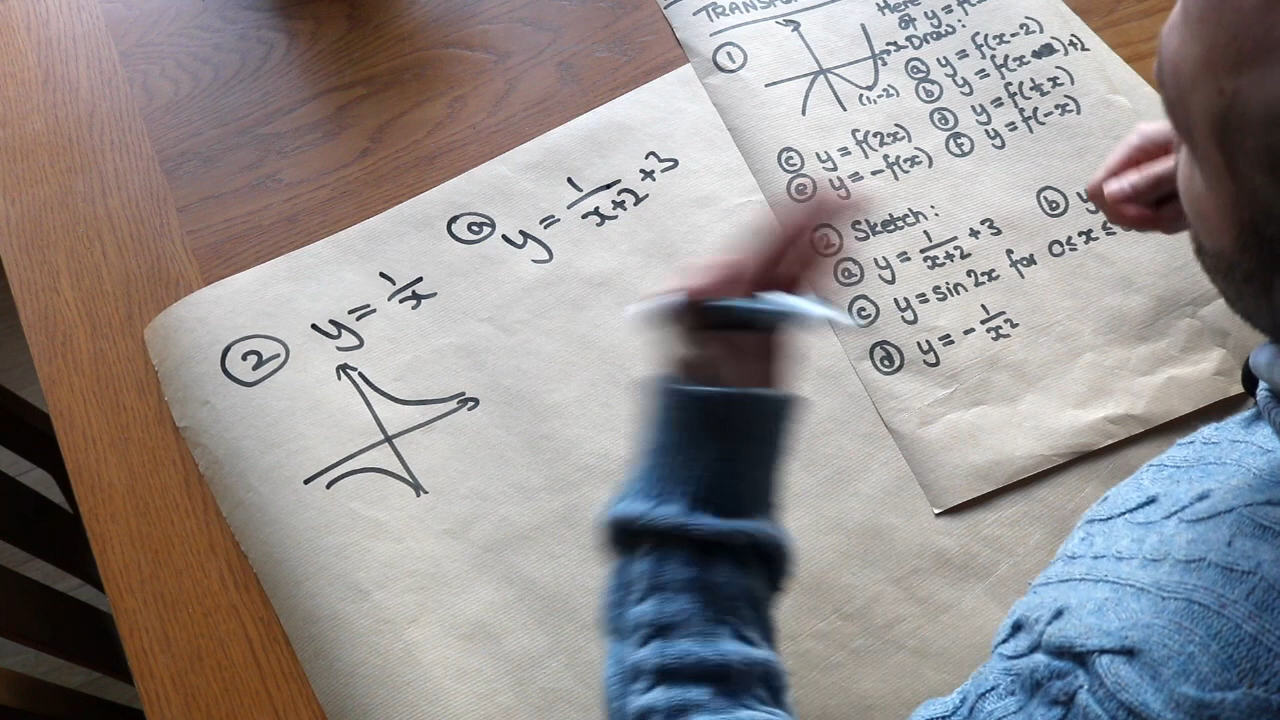 ② y = 1/x
ⓐ y = 1/(x+2) + 3
①
Here
of y =
Draw:
ⓐ y = f(x-2)
ⓑ y = f(x)+2
(1,-2)
ⓒ y = f(2x)
ⓓ y = f(½x)
ⓔ y = -f(x)
ⓕ y = f(-x)
② Sketch:
ⓐ y = 1/(x+2) + 3
ⓑ y
ⓒ y = sin 2x for 0≤x≤
ⓓ y = - 1/x²